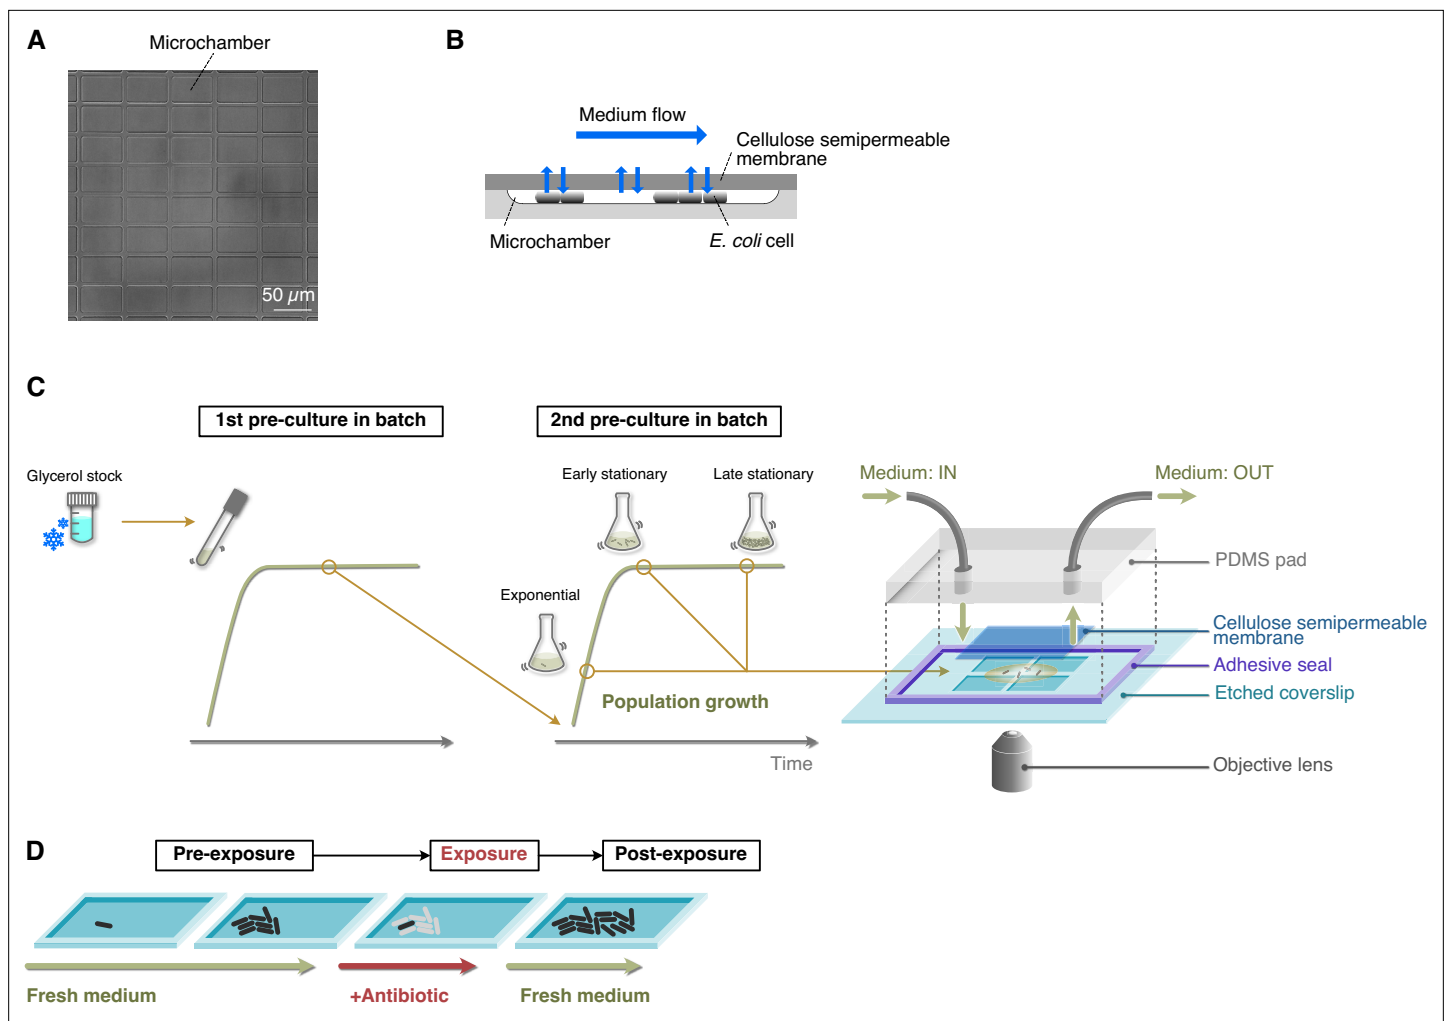 A
Microchamber
50 µm
B
Medium flow
Cellulose semipermeable
membrane
Microchamber
E. coli cell
C
1st pre-culture in batch
2nd pre-culture in batch
Glycerol stock
Early stationary
Late stationary
Exponential
Population growth
Time
Medium: IN
Medium: OUT
PDMS pad
Cellulose semipermeable
membrane
Adhesive seal
Etched coverslip
Objective lens
D
Pre-exposure
Exposure
Post-exposure
Fresh medium
+Antibiotic
Fresh medium